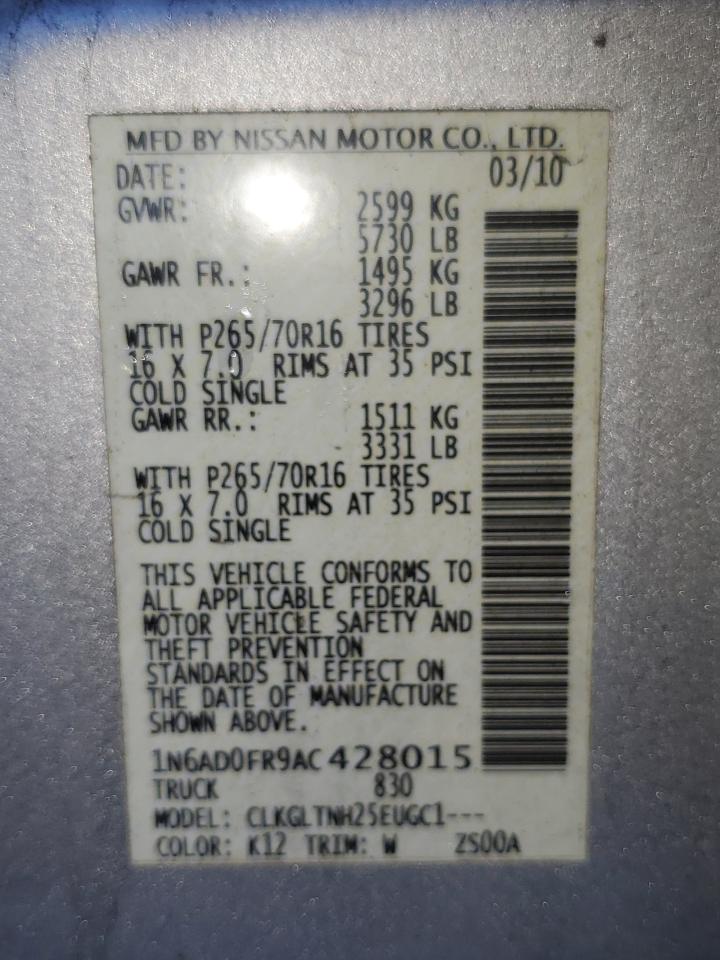 MFD BY NISSAN MOTOR CO., LTD.
DATE: 03/10
GVWR: 2599 KG
5730 LB
GAWR FR.: 1495 KG
3296 LB
WITH P265/70R16 TIRES
16 X 7.0 RIMS AT 35 PSI
COLD SINGLE
GAWR RR.: 1511 KG
3331 LB
WITH P265/70R16 TIRES
16 X 7.0 RIMS AT 35 PSI
COLD SINGLE
THIS VEHICLE CONFORMS TO
ALL APPLICABLE FEDERAL
MOTOR VEHICLE SAFETY AND
THEFT PREVENTION
STANDARDS IN EFFECT ON
THE DATE OF MANUFACTURE
SHOWN ABOVE.
1N6AD0FR9AC428015
TRUCK 830
MODEL: CLKGLTNH25EUGC1---
COLOR: K12 TRIM: W ZS00A